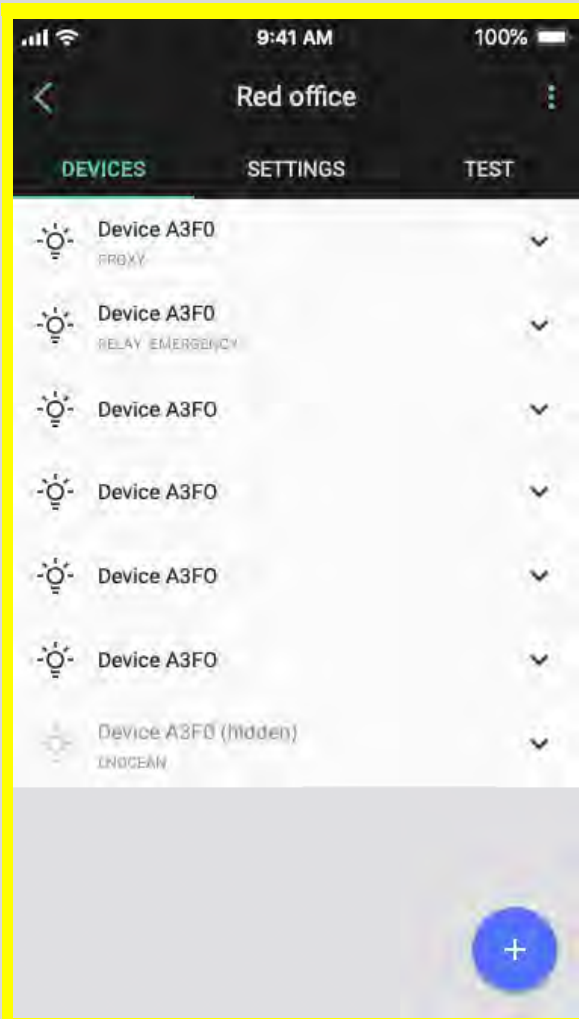 9:41 AM 100%
Red office
DEVICES SETTINGS TEST
Device A3F0
PROXY
Device A3F0
RELAY EMERGENCY
Device A3FO
Device A3FO
Device A3FO
Device A3FO
Device A3F0 (hidden)
ENOCEAN